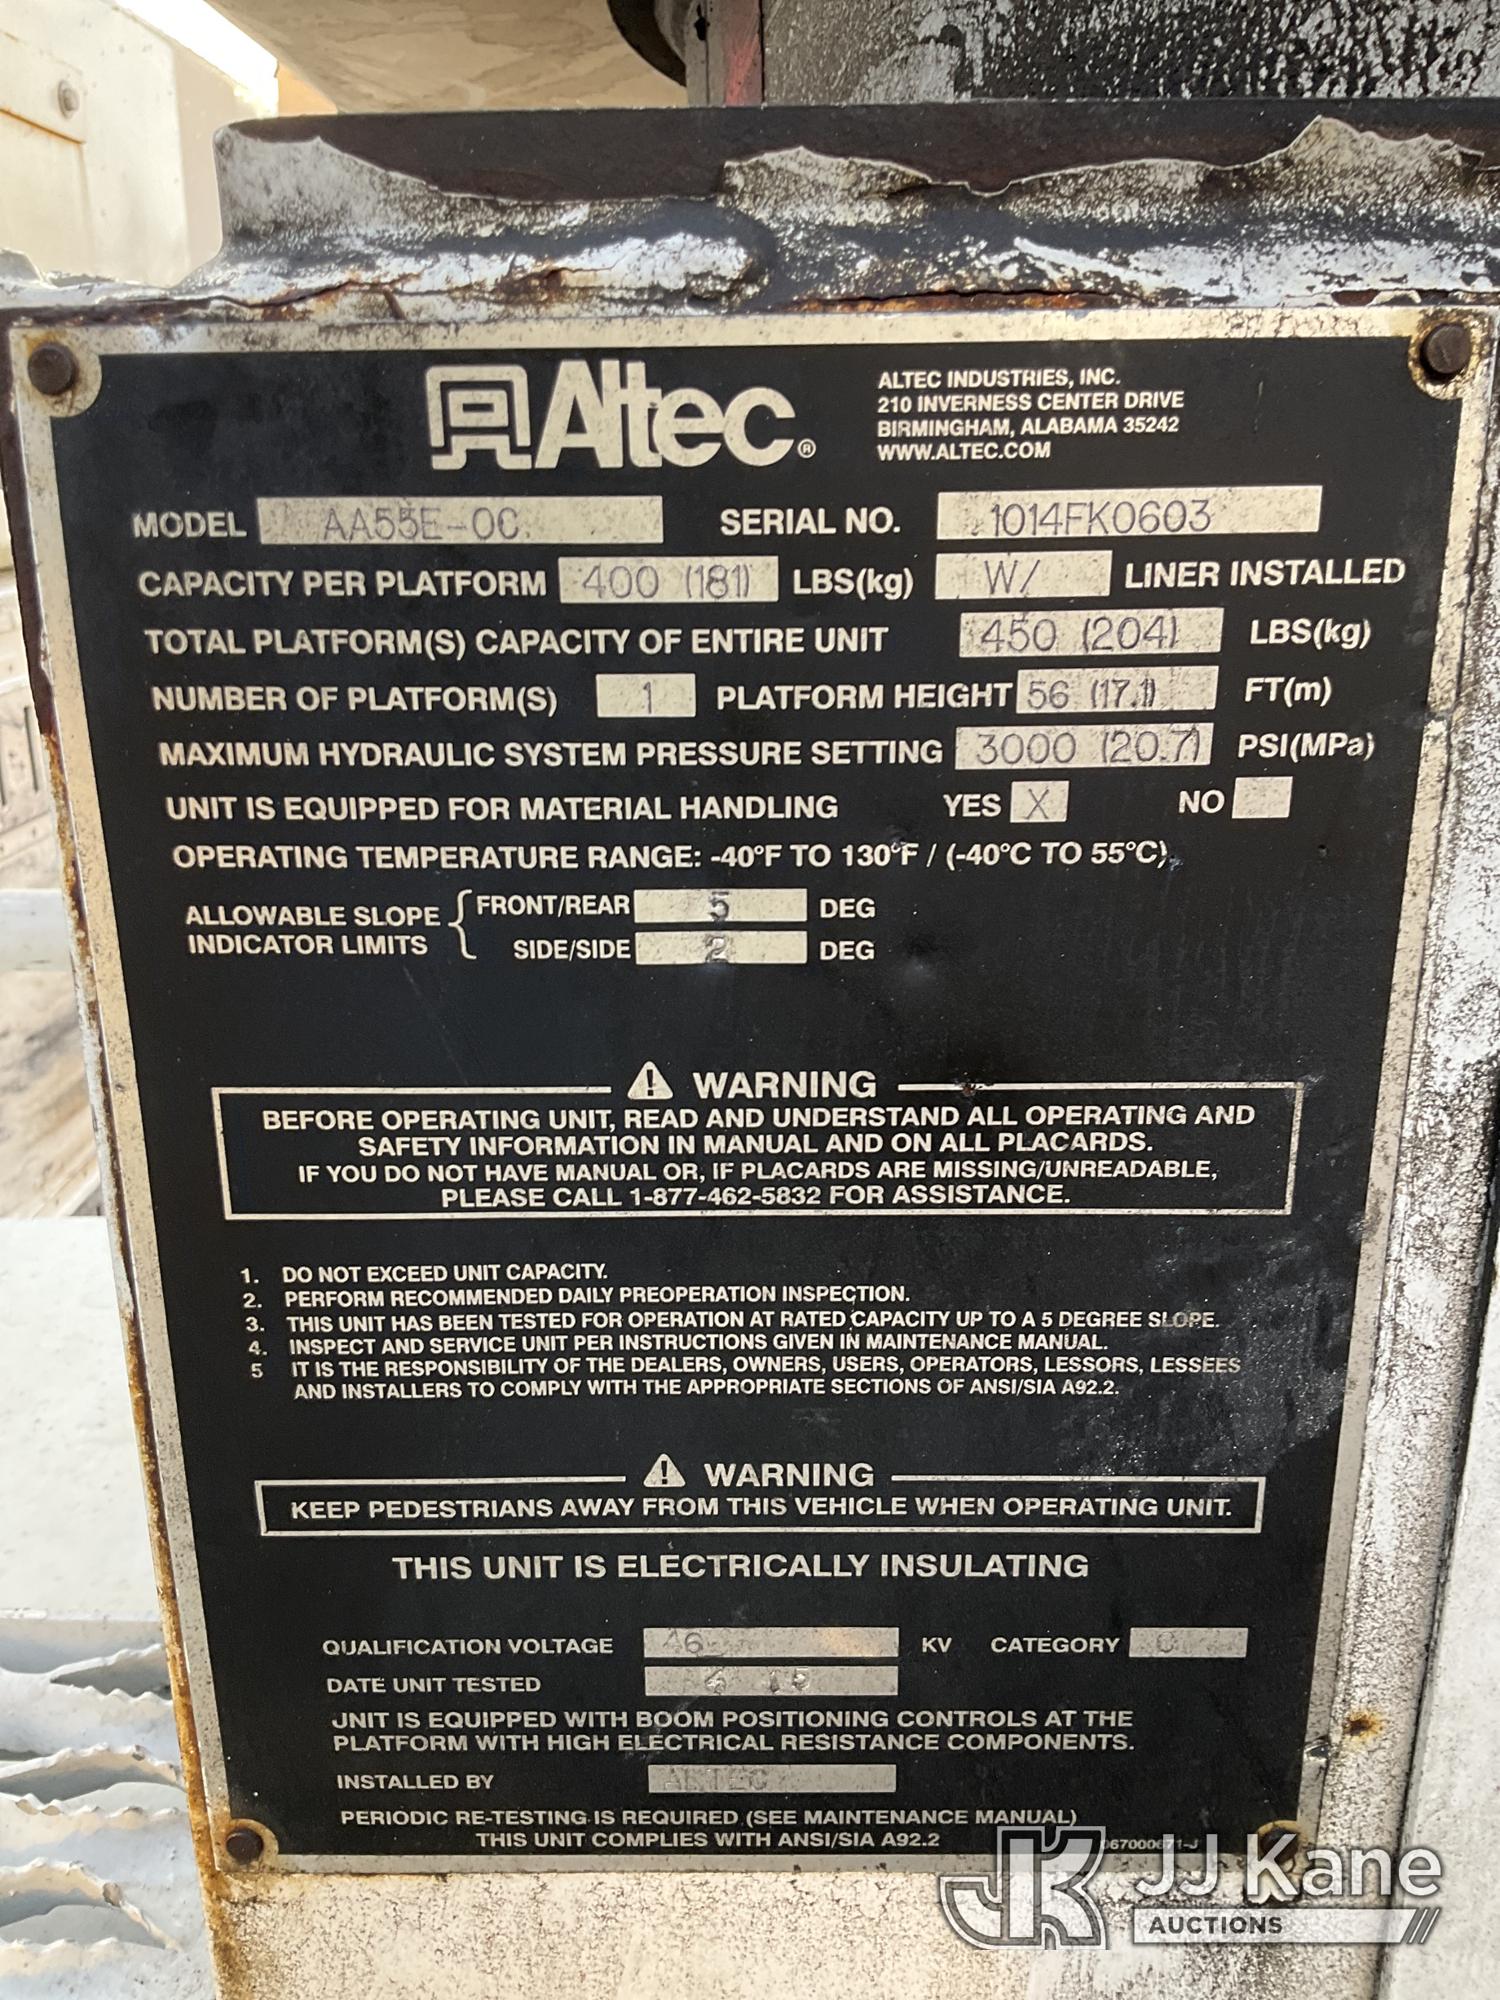 Altec®
ALTEC INDUSTRIES, INC.
210 INVERNESS CENTER DRIVE
BIRMINGHAM, ALABAMA 35242
WWW.ALTEC.COM
MODEL AA55E-OC SERIAL NO. 1014FK0603
CAPACITY PER PLATFORM 400 (181) LBS(kg) W/ LINER INSTALLED
TOTAL PLATFORM(S) CAPACITY OF ENTIRE UNIT 450 (204) LBS(kg)
NUMBER OF PLATFORM(S) 1 PLATFORM HEIGHT 56 (17.1) FT(m)
MAXIMUM HYDRAULIC SYSTEM PRESSURE SETTING 3000 (20.7) PSI(MPa)
UNIT IS EQUIPPED FOR MATERIAL HANDLING YES X NO
OPERATING TEMPERATURE RANGE: -40°F TO 130°F / (-40°C TO 55°C)
ALLOWABLE SLOPE INDICATOR LIMITS
FRONT/REAR 5 DEG
SIDE/SIDE 2 DEG
WARNING
BEFORE OPERATING UNIT, READ AND UNDERSTAND ALL OPERATING AND
SAFETY INFORMATION IN MANUAL AND ON ALL PLACARDS.
IF YOU DO NOT HAVE MANUAL OR, IF PLACARDS ARE MISSING/UNREADABLE,
PLEASE CALL 1-877-462-5832 FOR ASSISTANCE.
1. DO NOT EXCEED UNIT CAPACITY.
2. PERFORM RECOMMENDED DAILY PREOPERATION INSPECTION.
3. THIS UNIT HAS BEEN TESTED FOR OPERATION AT RATED CAPACITY UP TO A 5 DEGREE SLOPE.
4. INSPECT AND SERVICE UNIT PER INSTRUCTIONS GIVEN IN MAINTENANCE MANUAL.
5 IT IS THE RESPONSIBILITY OF THE DEALERS, OWNERS, USERS, OPERATORS, LESSORS, LESSEES
AND INSTALLERS TO COMPLY WITH THE APPROPRIATE SECTIONS OF ANSI/SIA A92.2.
WARNING
KEEP PEDESTRIANS AWAY FROM THIS VEHICLE WHEN OPERATING UNIT.
THIS UNIT IS ELECTRICALLY INSULATING
QUALIFICATION VOLTAGE 46 KV CATEGORY C
DATE UNIT TESTED
UNIT IS EQUIPPED WITH BOOM POSITIONING CONTROLS AT THE
PLATFORM WITH HIGH ELECTRICAL RESISTANCE COMPONENTS.
INSTALLED BY ALTEC
PERIODIC RE-TESTING IS REQUIRED (SEE MAINTENANCE MANUAL)
THIS UNIT COMPLIES WITH ANSI/SIA A92.2
067000671-J
JK JJ Kane
AUCTIONS